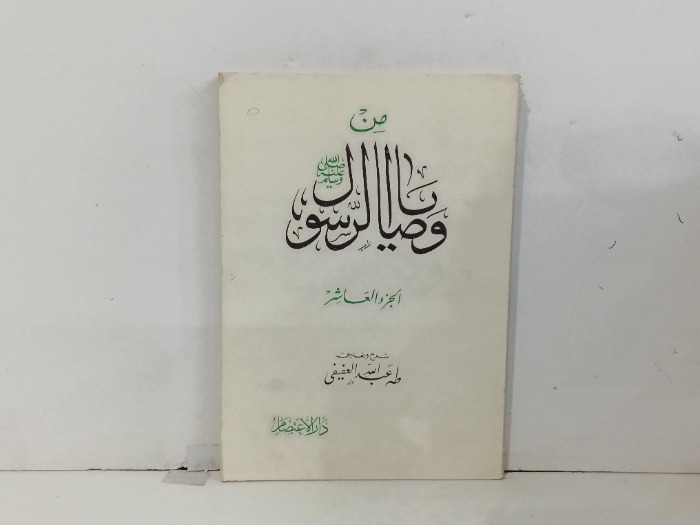 من
وصايا الرسول
صلى الله عليه وسلم
الجزء العاشر
شرح وتعليق
طه عبد الله العفيفي
دار الاعتصام